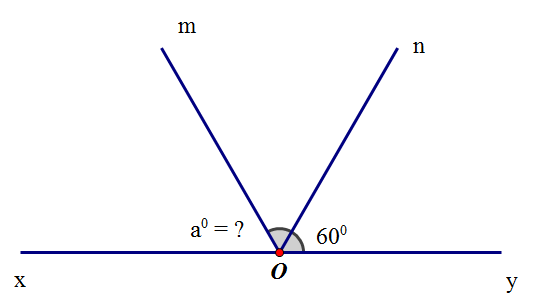 m
n
a⁰ = ?
60⁰
x
O
y